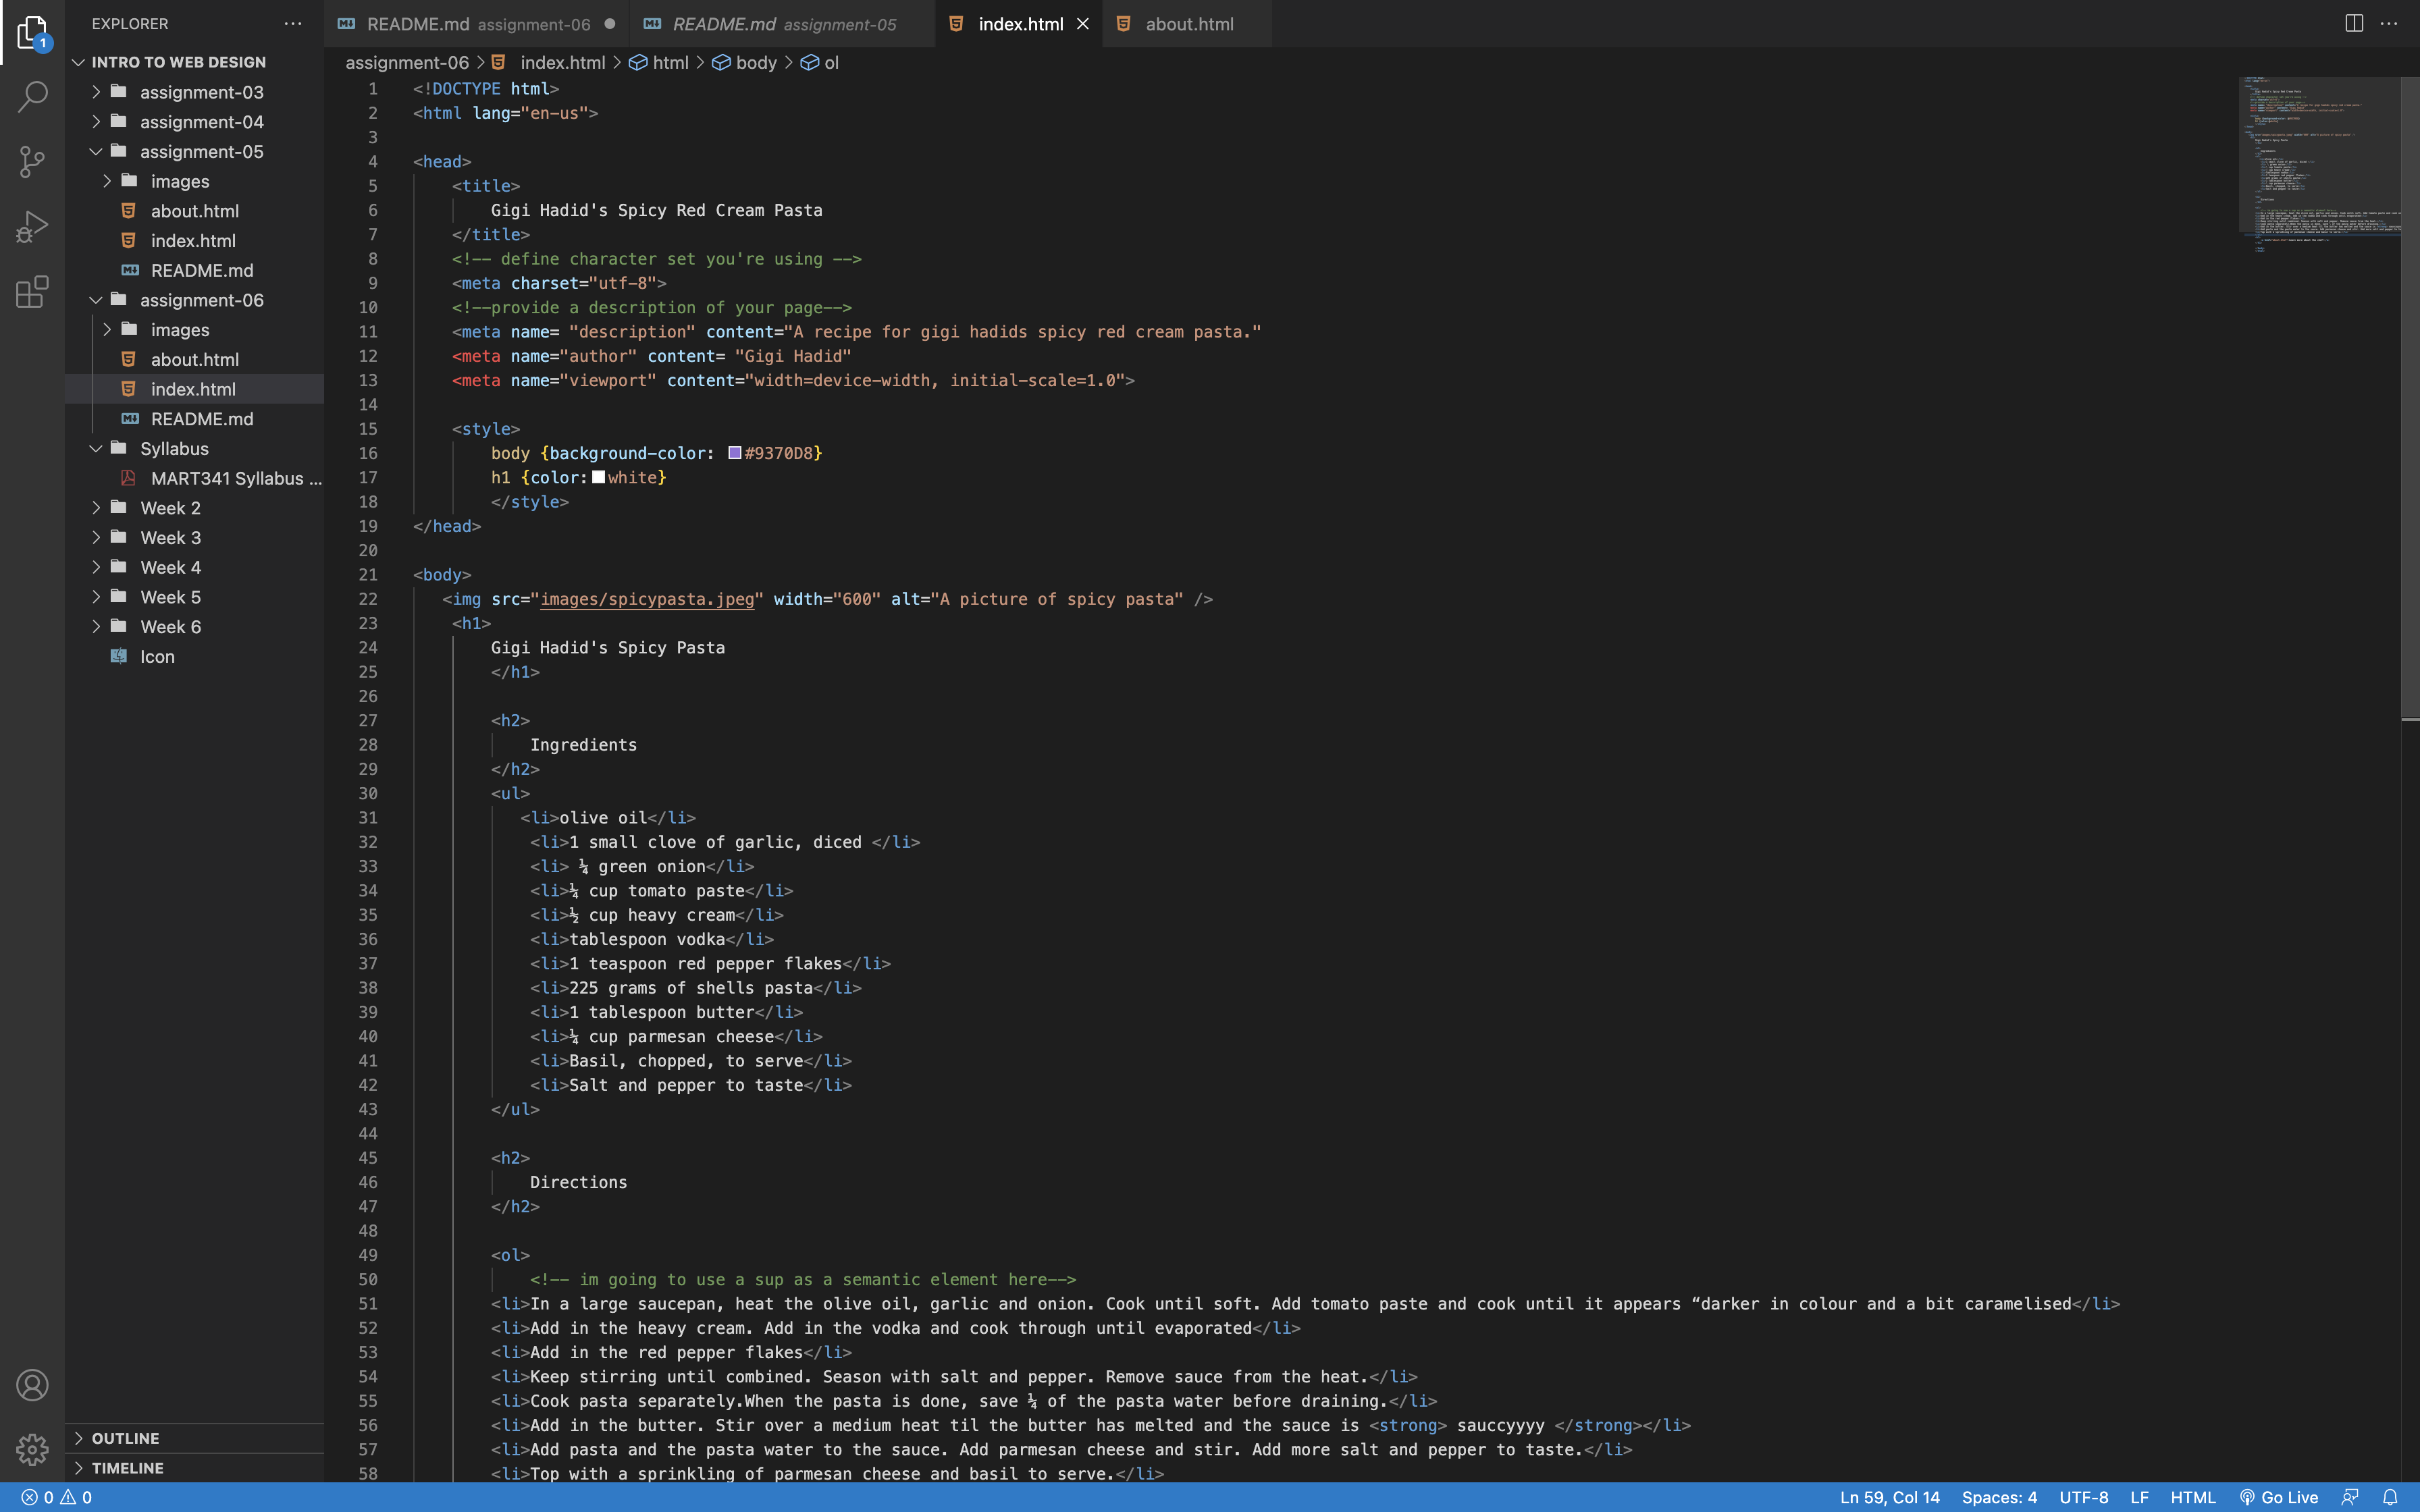 EXPLORER
INTRO TO WEB DESIGN
assignment-03
assignment-04
assignment-05
images
about.html
index.html
README.md
assignment-06
images
about.html
index.html
README.md
Syllabus
MART341 Syllabus ...
Week 2
Week 3
Week 4
Week 5
Week 6
Icon
OUTLINE
TIMELINE
1
README.md assignment-06
README.md assignment-05
index.html
about.html
assignment-06 > index.html > html > body > ol
1 <!DOCTYPE html>
2 <html lang="en-us">
3
4 <head>
5 <title>
6 Gigi Hadid's Spicy Red Cream Pasta
7 </title>
8 <!-- define character set you're using -->
9 <meta charset="utf-8">
10 <!--provide a description of your page-->
11 <meta name= "description" content="A recipe for gigi hadids spicy red cream pasta."
12 <meta name="author" content= "Gigi Hadid"
13 <meta name="viewport" content="width=device-width, initial-scale=1.0">
14
15 <style>
16 body {background-color: #9370D8}
17 h1 {color:white}
18 </style>
19 </head>
20
21 <body>
22 <img src="images/spicypasta.jpeg" width="600" alt="A picture of spicy pasta" />
23 <h1>
24 Gigi Hadid's Spicy Pasta
25 </h1>
26
27 <h2>
28 Ingredients
29 </h2>
30 <ul>
31 <li>olive oil</li>
32 <li>1 small clove of garlic, diced </li>
33 <li> ¼ green onion</li>
34 <li>¼ cup tomato paste</li>
35 <li>½ cup heavy cream</li>
36 <li>tablespoon vodka</li>
37 <li>1 teaspoon red pepper flakes</li>
38 <li>225 grams of shells pasta</li>
39 <li>1 tablespoon butter</li>
40 <li>¼ cup parmesan cheese</li>
41 <li>Basil, chopped, to serve</li>
42 <li>Salt and pepper to taste</li>
43 </ul>
44
45 <h2>
46 Directions
47 </h2>
48
49 <ol>
50 <!-- im going to use a sup as a semantic element here-->
51 <li>In a large saucepan, heat the olive oil, garlic and onion. Cook until soft. Add tomato paste and cook until it appears “darker in colour and a bit caramelised</li>
52 <li>Add in the heavy cream. Add in the vodka and cook through until evaporated</li>
53 <li>Add in the red pepper flakes</li>
54 <li>Keep stirring until combined. Season with salt and pepper. Remove sauce from the heat.</li>
55 <li>Cook pasta separately.When the pasta is done, save ¼ of the pasta water before draining.</li>
56 <li>Add in the butter. Stir over a medium heat til the butter has melted and the sauce is <strong> sauccyyyy </strong></li>
57 <li>Add pasta and the pasta water to the sauce. Add parmesan cheese and stir. Add more salt and pepper to taste.</li>
58 <li>Top with a sprinkling of parmesan cheese and basil to serve.</li>
0 0
Ln 59, Col 14 Spaces: 4 UTF-8 LF HTML Go Live